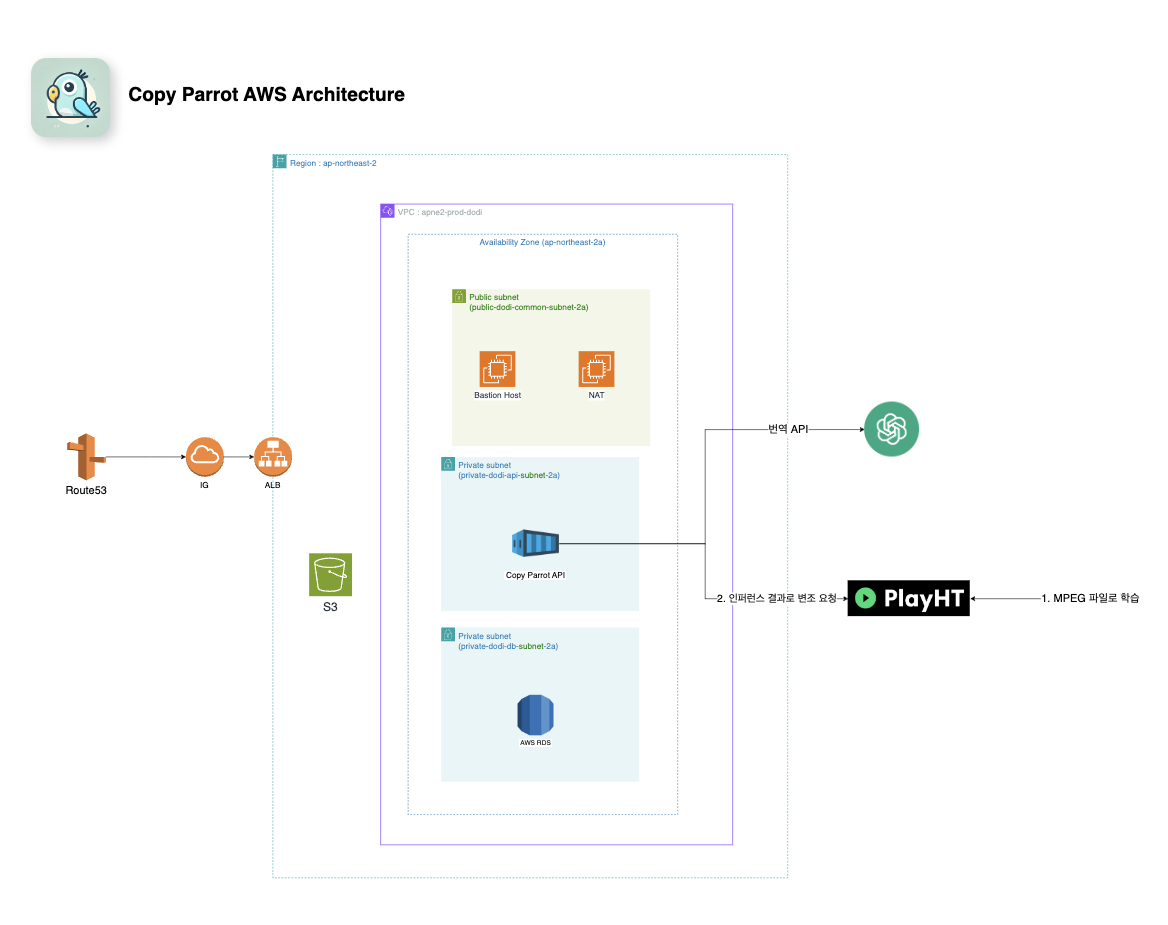 Copy Parrot AWS Architecture
Region : ap-northeast-2
VPC : apne2-prod-dodi
Availability Zone (ap-northeast-2a)
Public subnet
(public-dodi-common-subnet-2a)
Bastion Host
NAT
번역 API
Route53
IG
ALB
Private subnet
(private-dodi-api-subnet-2a)
Copy Parrot API
S3
2. 인퍼런스 결과로 변조 요청
PlayHT
1. MPEG 파일로 학습
Private subnet
(private-dodi-db-subnet-2a)
AWS RDS